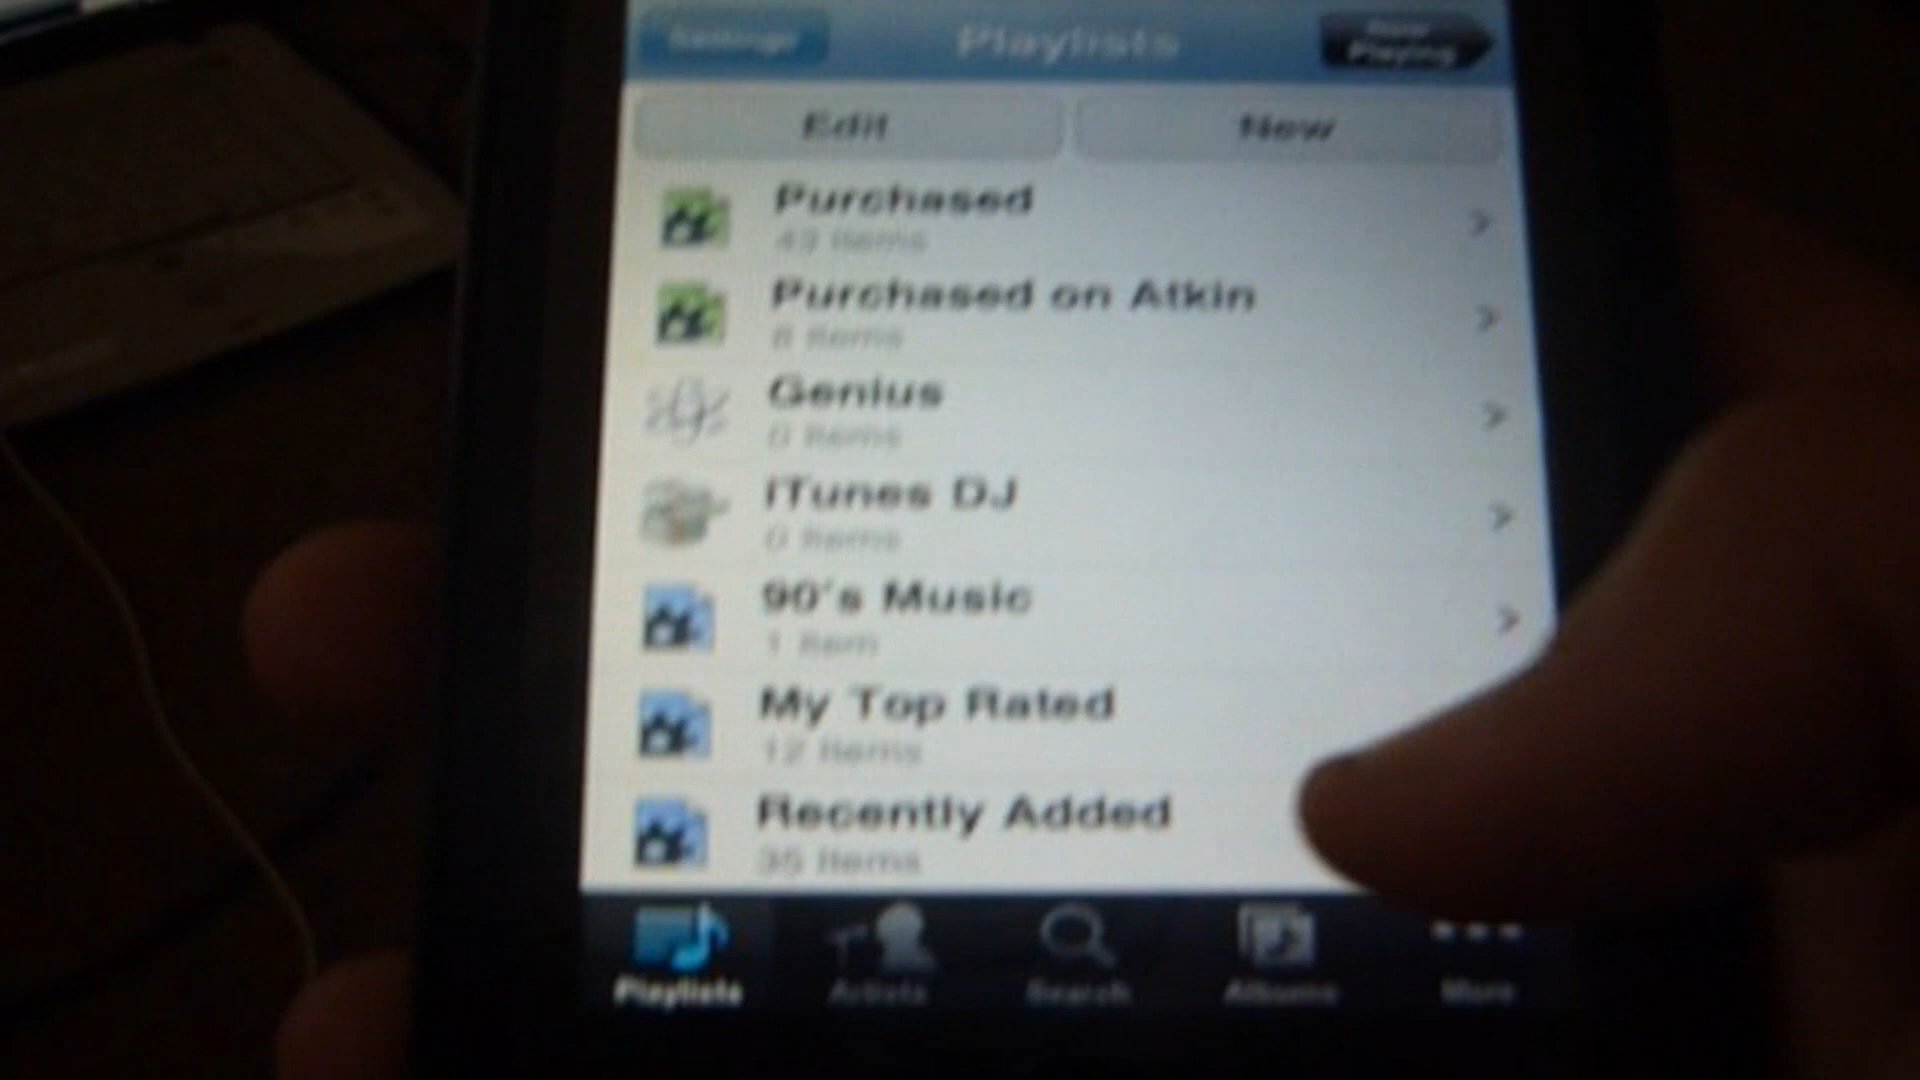 Settings
Playlists
Now
Playing
Edit
New
Purchased
43 items
Purchased on Atkin
8 items
Genius
0 items
iTunes DJ
0 items
90's Music
1 item
My Top Rated
12 items
Recently Added
35 items
Playlists
Artists
Search
Albums
More